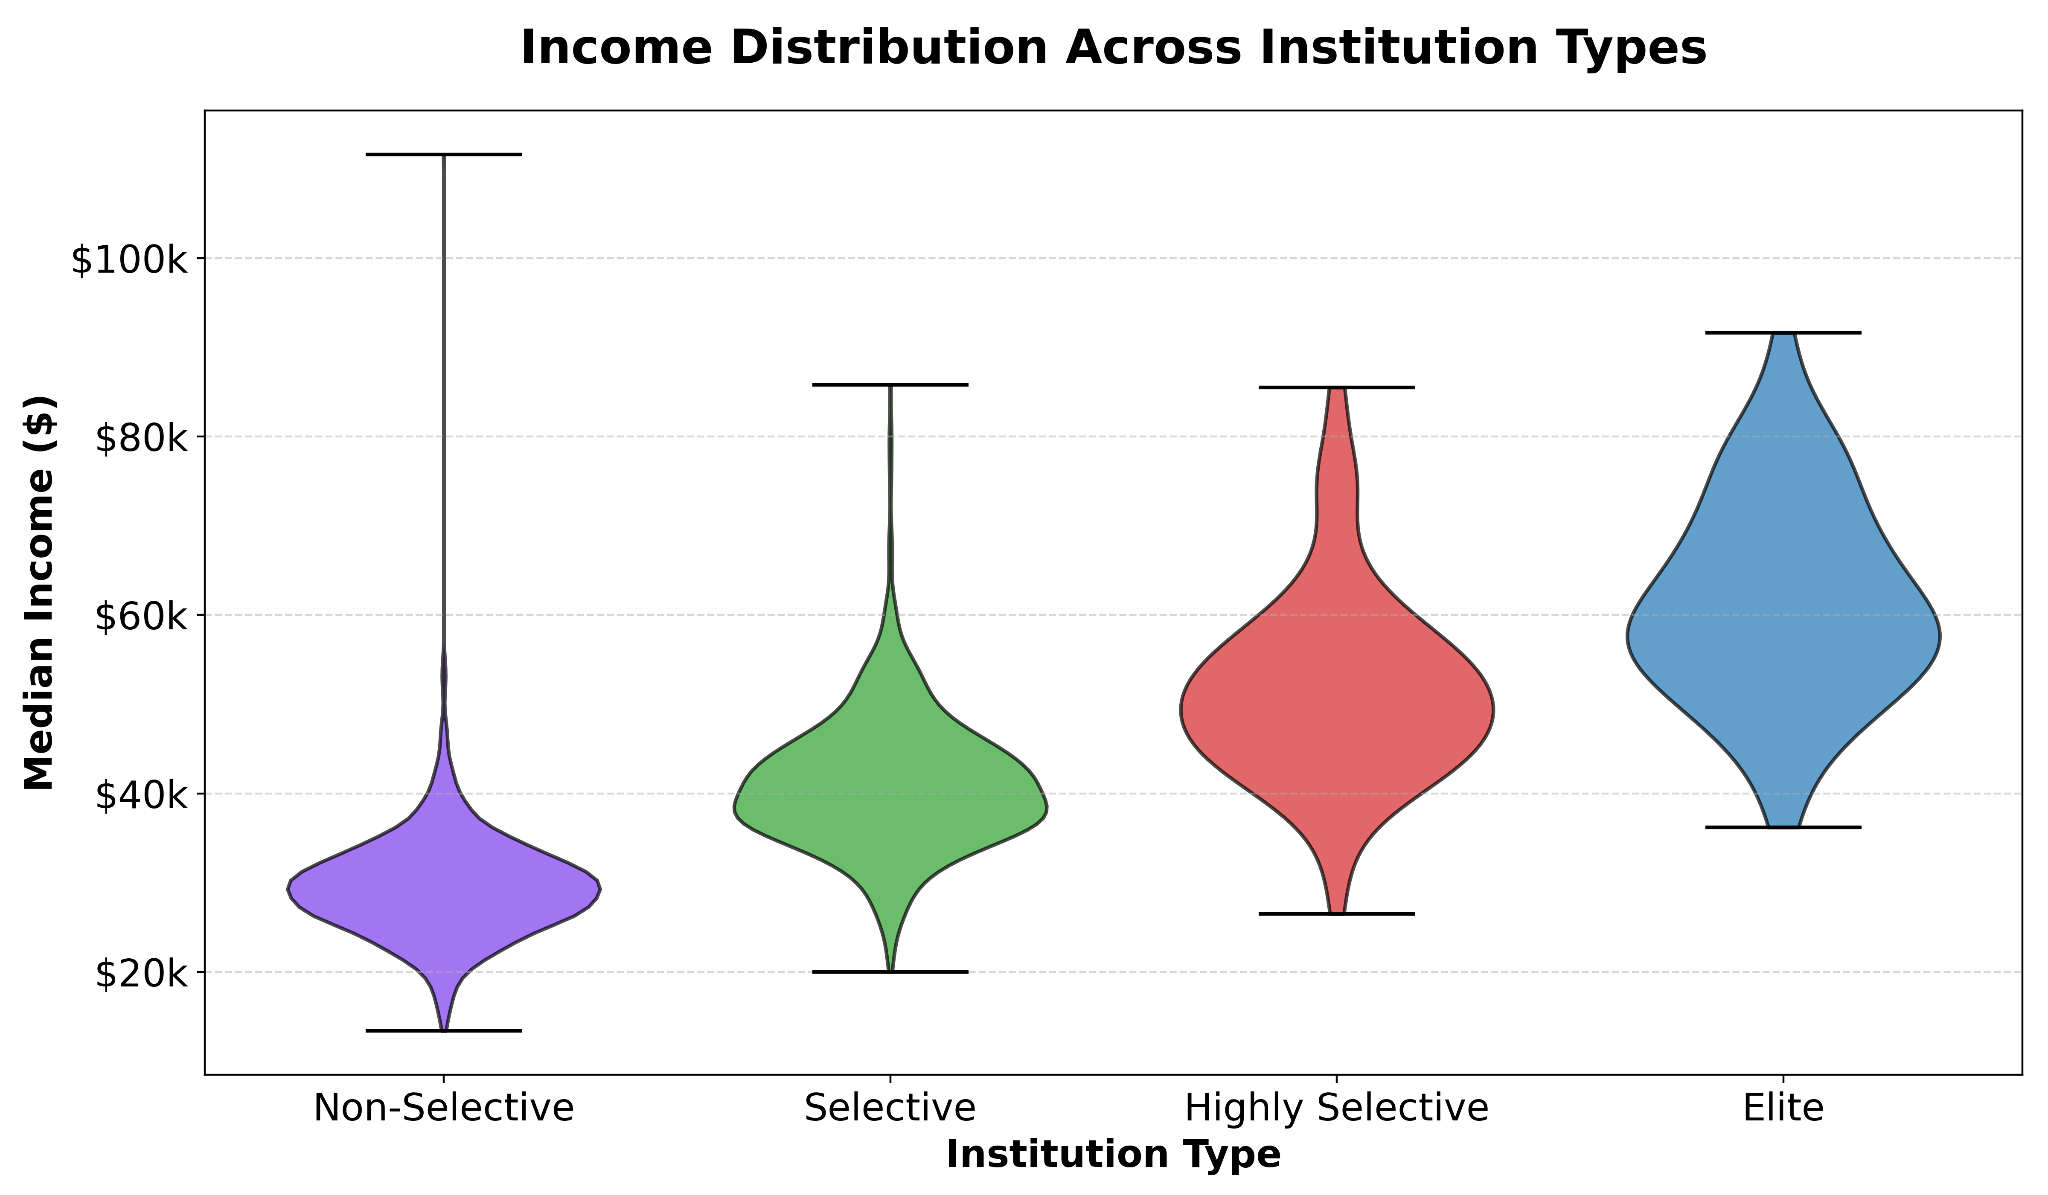 Income Distribution Across Institution Types
Median Income ($)
$100k
$80k
$60k
$40k
$20k
Non-Selective Selective Highly Selective Elite
Institution Type